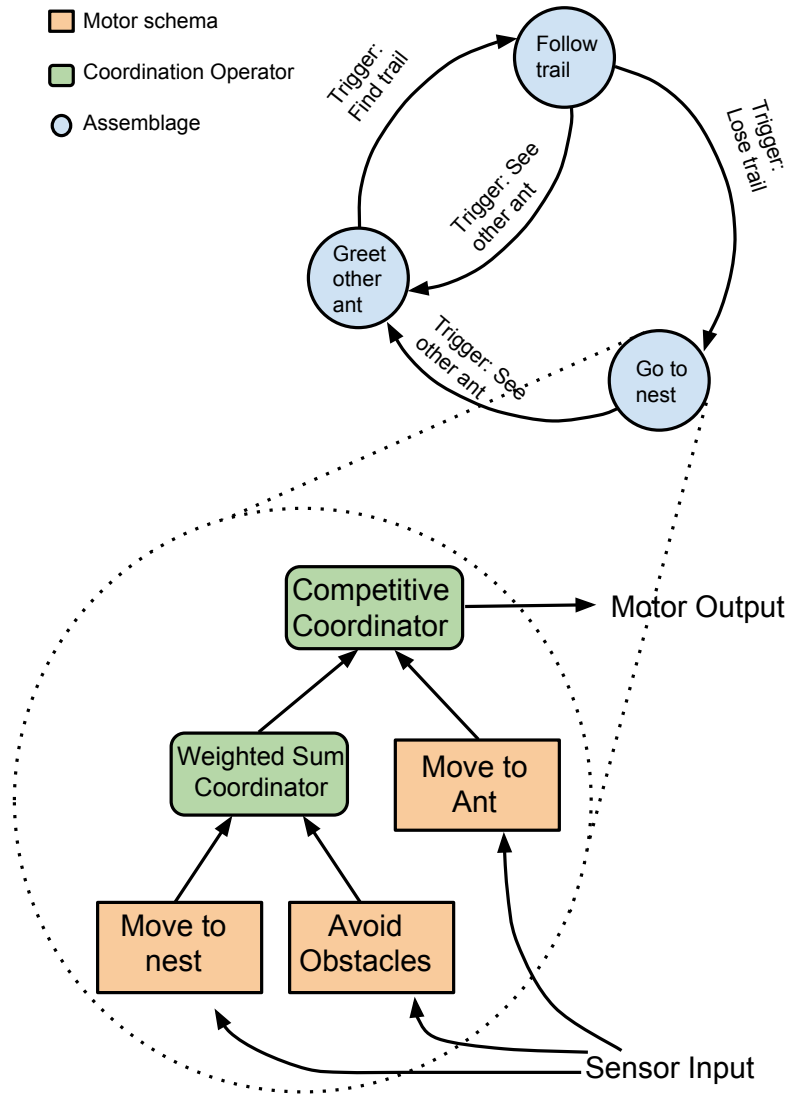 Motor schema
Coordination Operator
Assemblage
Follow
trail
Trigger:
Find trail
Trigger:
Lose trail
Trigger: See
other ant
Greet
other
ant
Trigger: See
other ant
Go to
nest
Competitive
Coordinator
Motor Output
Weighted Sum
Coordinator
Move to
Ant
Move to
nest
Avoid
Obstacles
Sensor Input